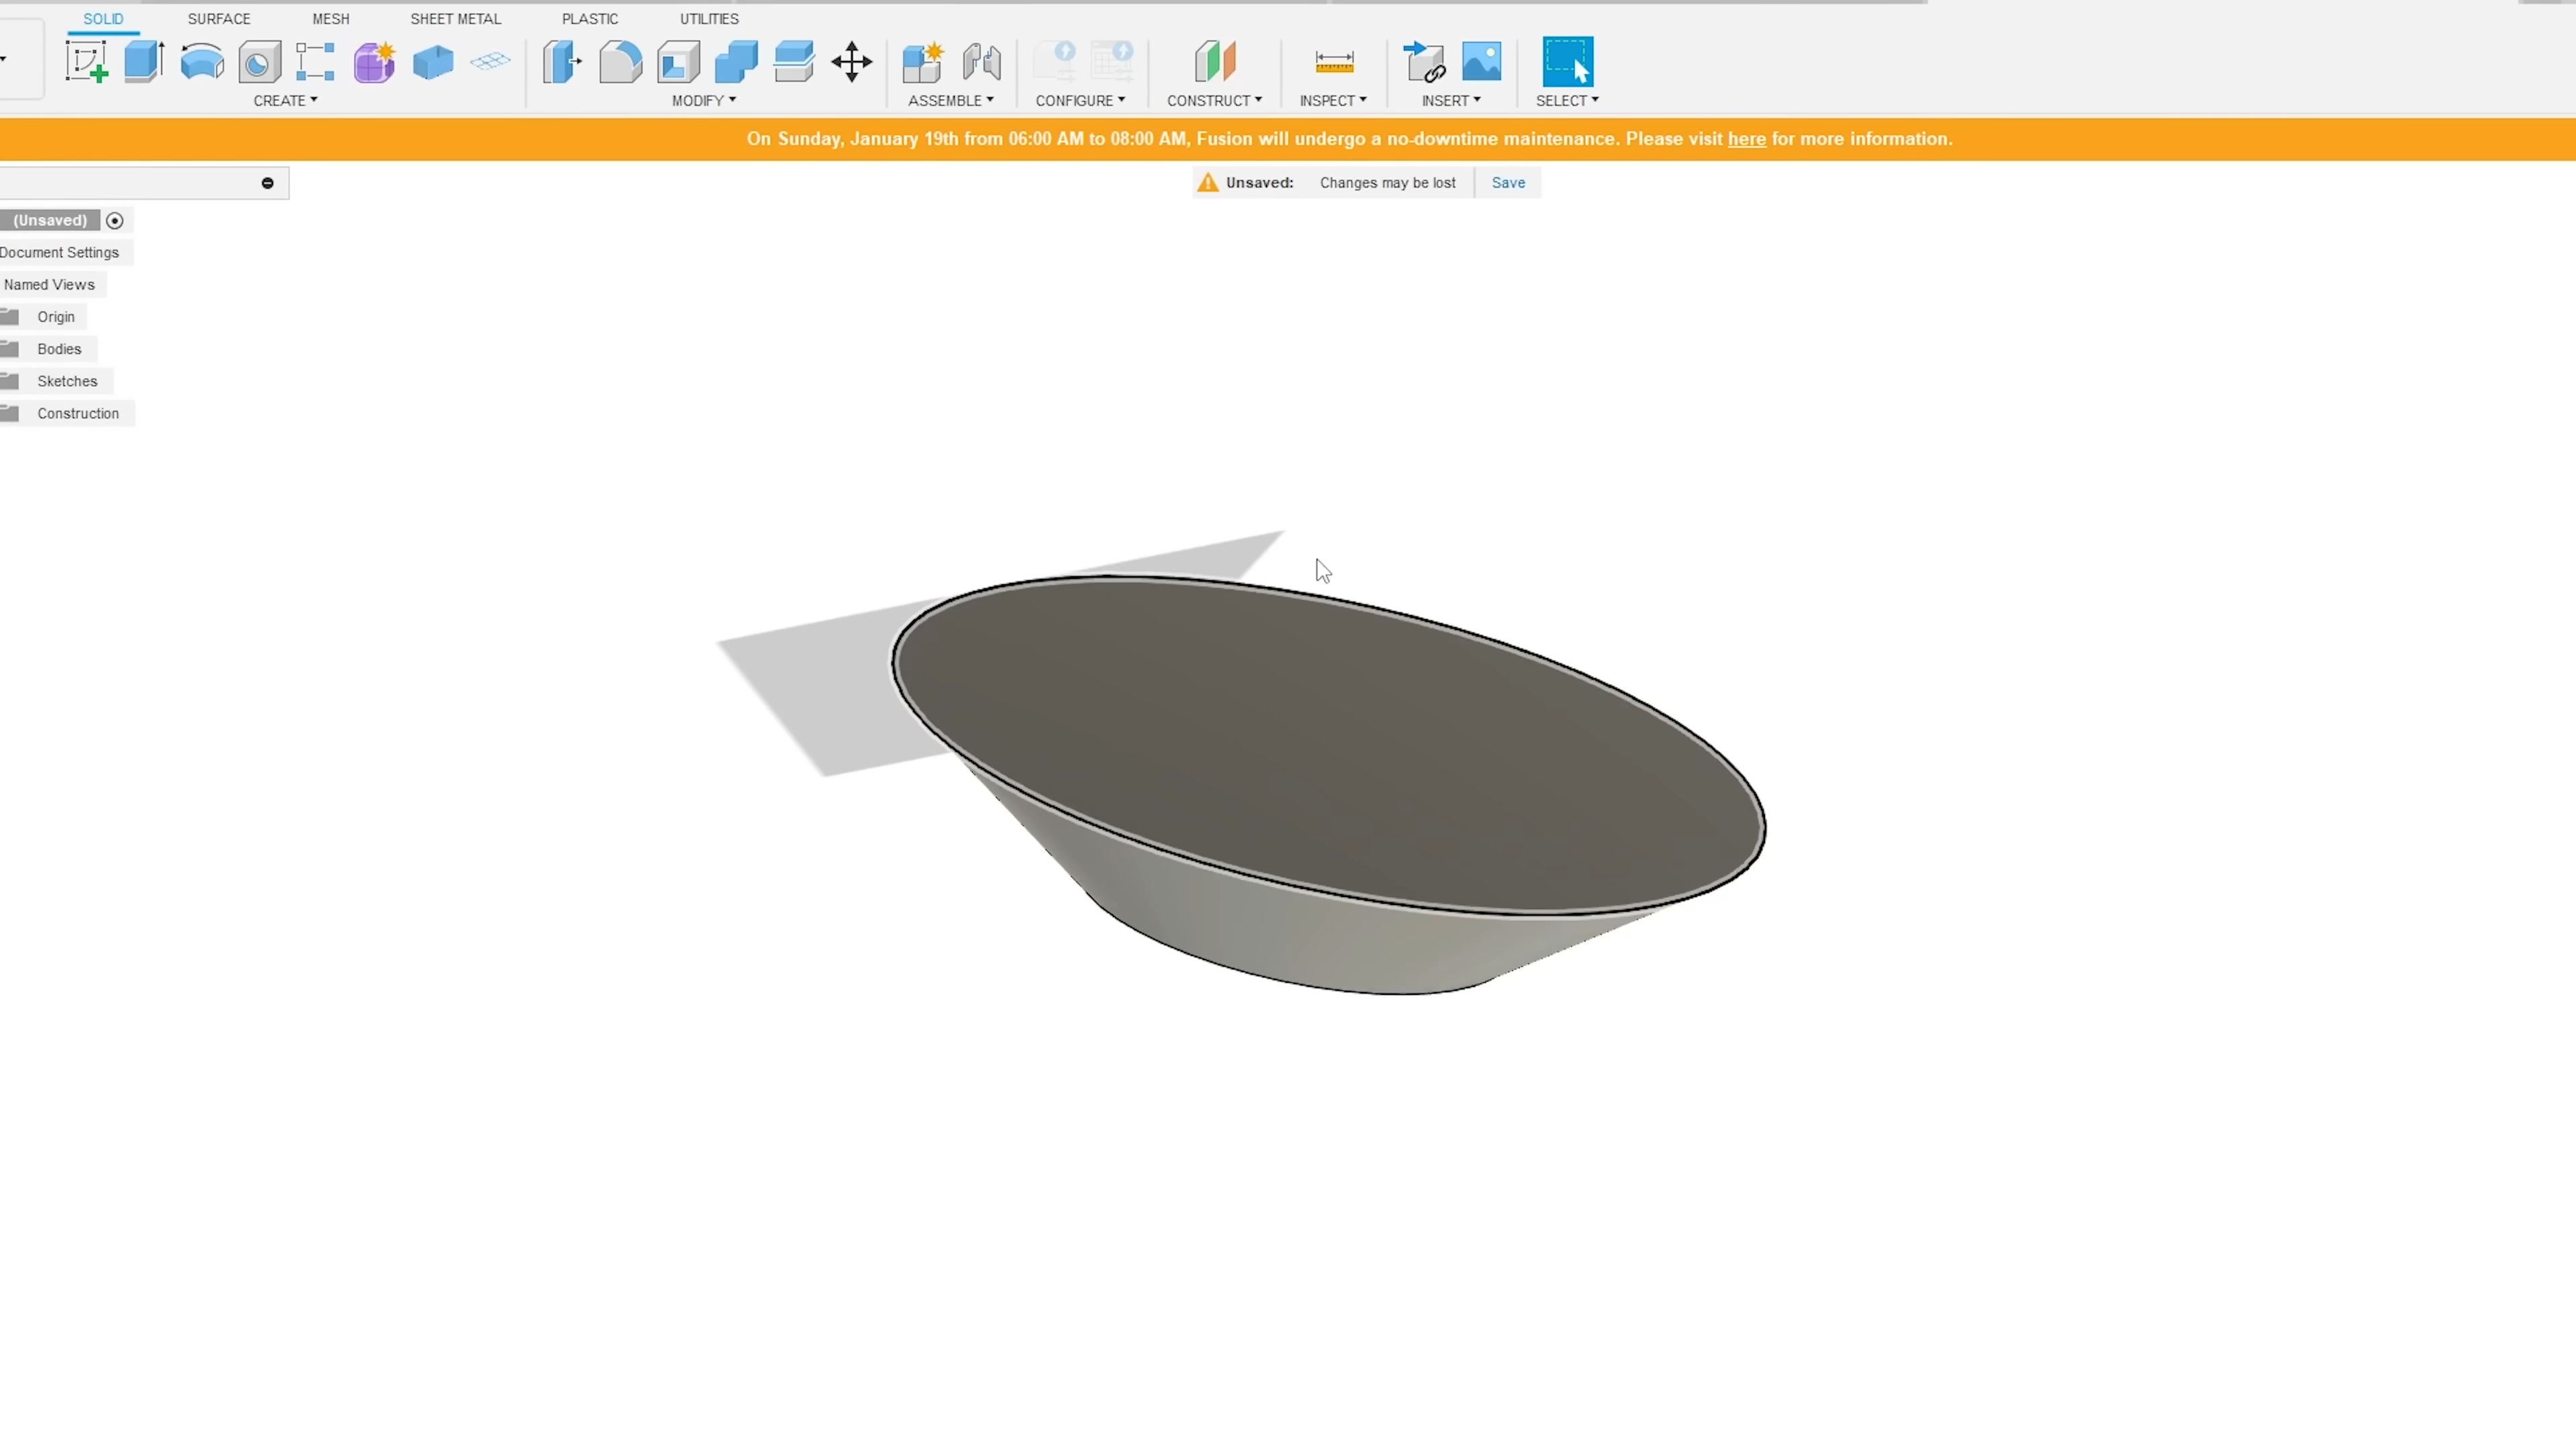 SOLID SURFACE MESH SHEET METAL PLASTIC UTILITIES
CREATE MODIFY ASSEMBLE CONFIGURE CONSTRUCT INSPECT INSERT SELECT
On Sunday, January 19th from 06:00 AM to 08:00 AM, Fusion will undergo a no-downtime maintenance. Please visit here for more information.
Unsaved: Changes may be lost Save
(Unsaved)
Document Settings
Named Views
Origin
Bodies
Sketches
Construction